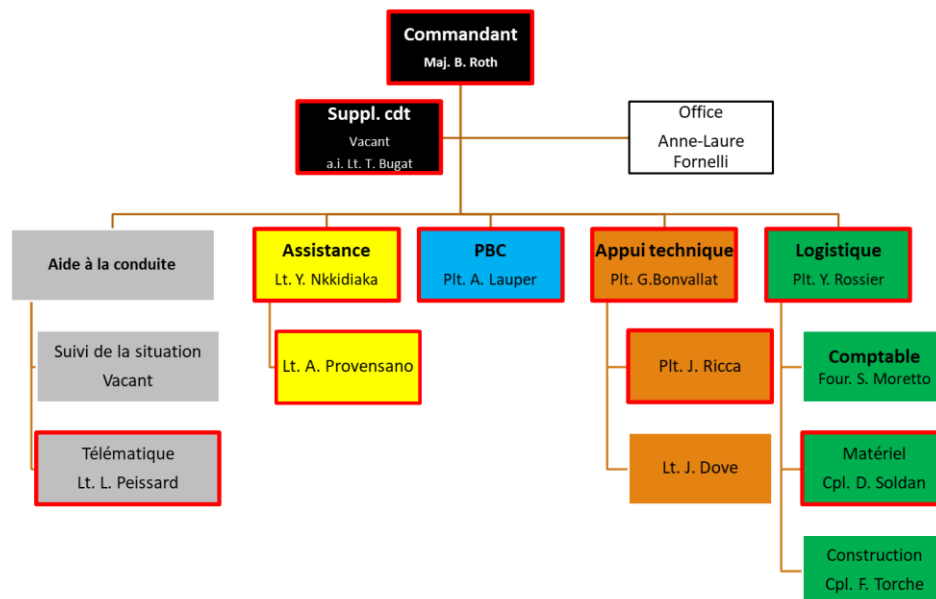 Commandant
Maj. B. Roth
Suppl. cdt
Vacant
a.i. Lt. T. Bugat
Office
Anne-Laure
Fornelli
Aide à la conduite
Assistance
Lt. Y. Nkkidiaka
PBC
Plt. A. Lauper
Appui technique
Plt. G.Bonvallat
Logistique
Plt. Y. Rossier
Suivi de la situation
Vacant
Lt. A. Provensano
Plt. J. Ricca
Comptable
Four. S. Moretto
Télématique
Lt. L. Peissard
Lt. J. Dove
Matériel
Cpl. D. Soldan
Construction
Cpl. F. Torche